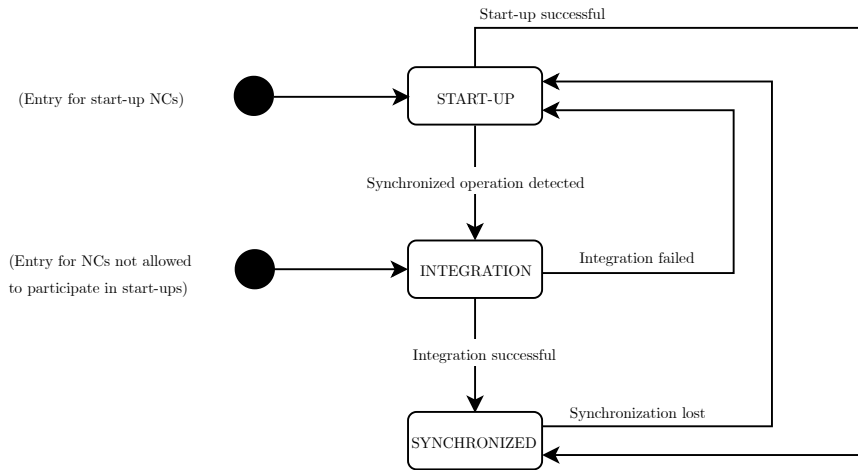 Start-up successful
(Entry for start-up NCs)
START-UP
Synchronized operation detected
(Entry for NCs not allowed
to participate in start-ups)
INTEGRATION
Integration failed
Integration successful
Synchronization lost
SYNCHRONIZED